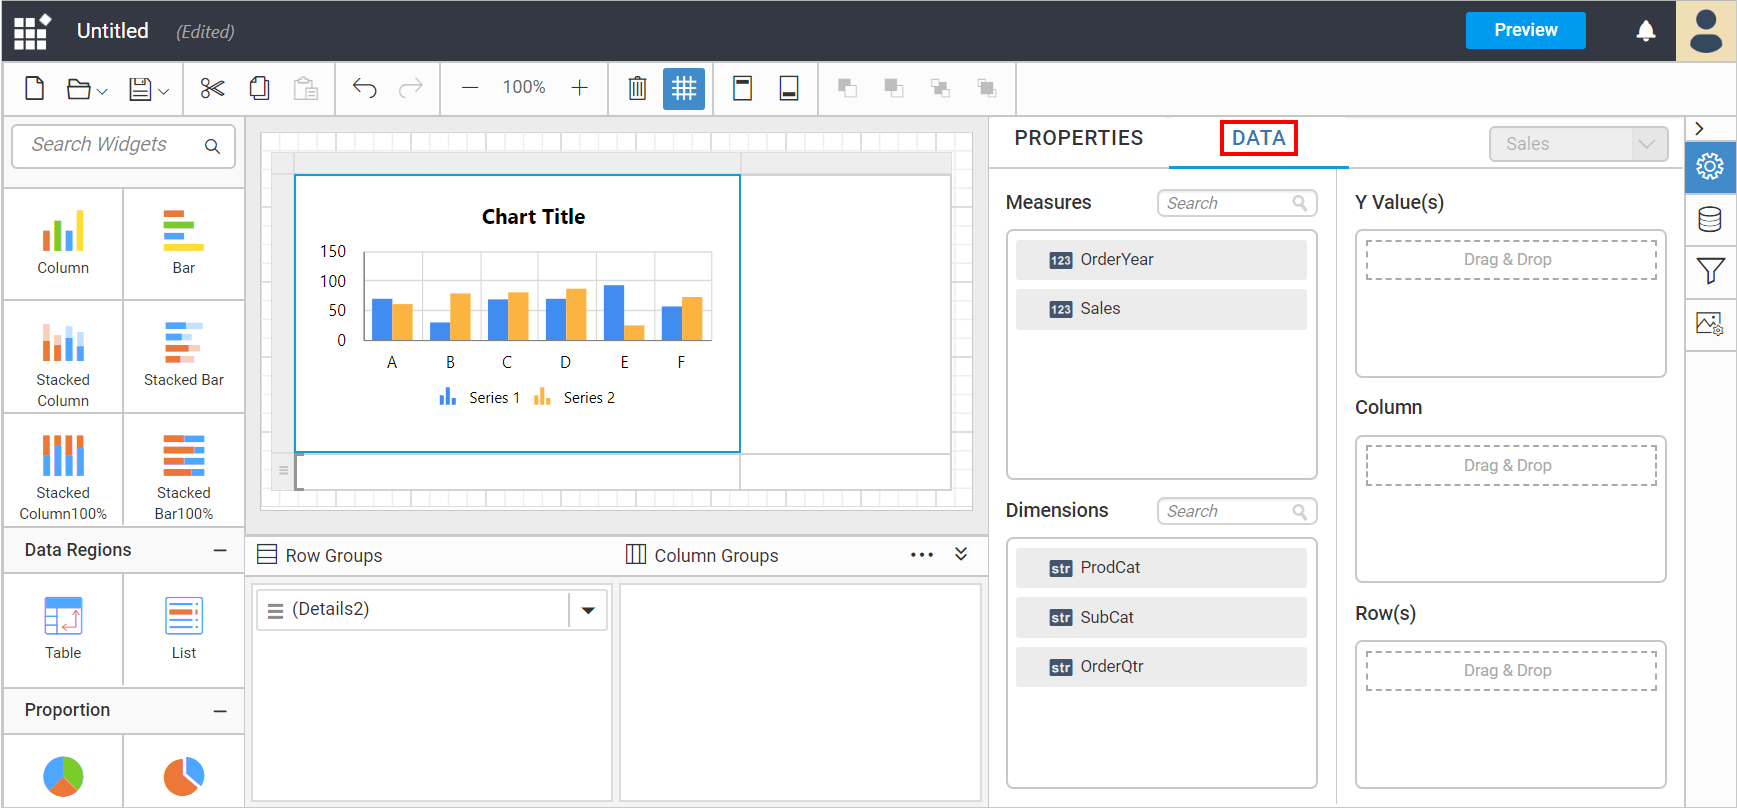 Untitled (Edited)
Preview
100%
Search Widgets
Column
Bar
Stacked Column
Stacked Bar
Stacked Column100%
Stacked Bar100%
Data Regions
Table
List
Proportion
Chart Title
150
100
50
0
A B C D E F
Series 1 Series 2
Row Groups
(Details2)
Column Groups
PROPERTIES
DATA
Sales
Measures
Search
123 OrderYear
123 Sales
Dimensions
Search
str ProdCat
str SubCat
str OrderQtr
Y Value(s)
Drag & Drop
Column
Drag & Drop
Row(s)
Drag & Drop